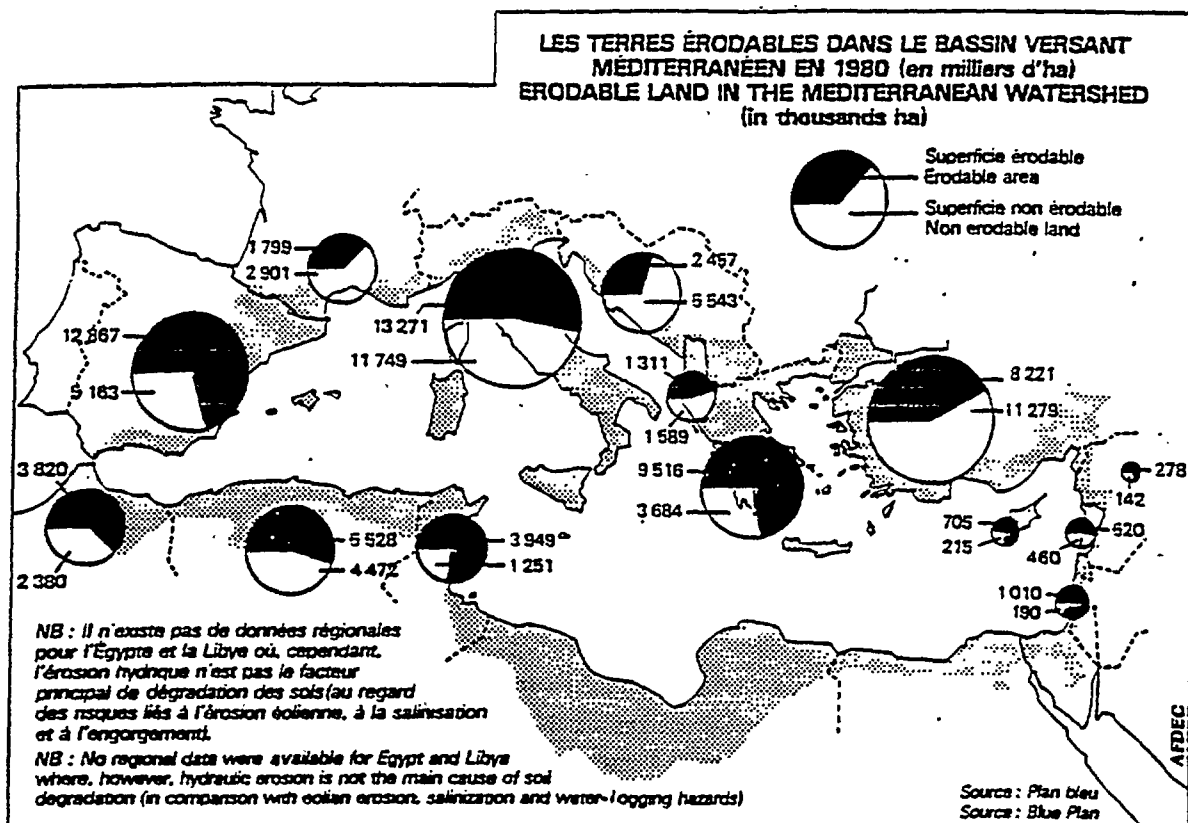 LES TERRES ÉRODABLES DANS LE BASSIN VERSANT
MÉDITERRANÉEN EN 1980 (en milliers d'ha)
ERODABLE LAND IN THE MEDITERRANEAN WATERSHED
(in thousands ha)
Superficie érodable
Erodable area
Superficie non érodable
Non erodable land
1 799
2 901
2 457
5 543
13 271
11 749
12 867
5 163
1 311
1 589
8 221
11 279
9 516
3 684
278
142
3 820
2 380
5 528
4 472
3 949
1 251
705
215
620
460
1 010
190
NB : Il n'existe pas de données régionales
pour l'Égypte et la Libye où, cependant,
l'érosion hydrique n'est pas le facteur
principal de dégradation des sols (au regard
des risques liés à l'érosion éolienne, à la salinisation
et à l'engorgement).
NB : No regional data were available for Egypt and Libya
where, however, hydraulic erosion is not the main cause of soil
degradation (in comparison with eolian erosion, salinization and water-logging hazards)
Source : Plan bleu
Source : Blue Plan
AFDEC